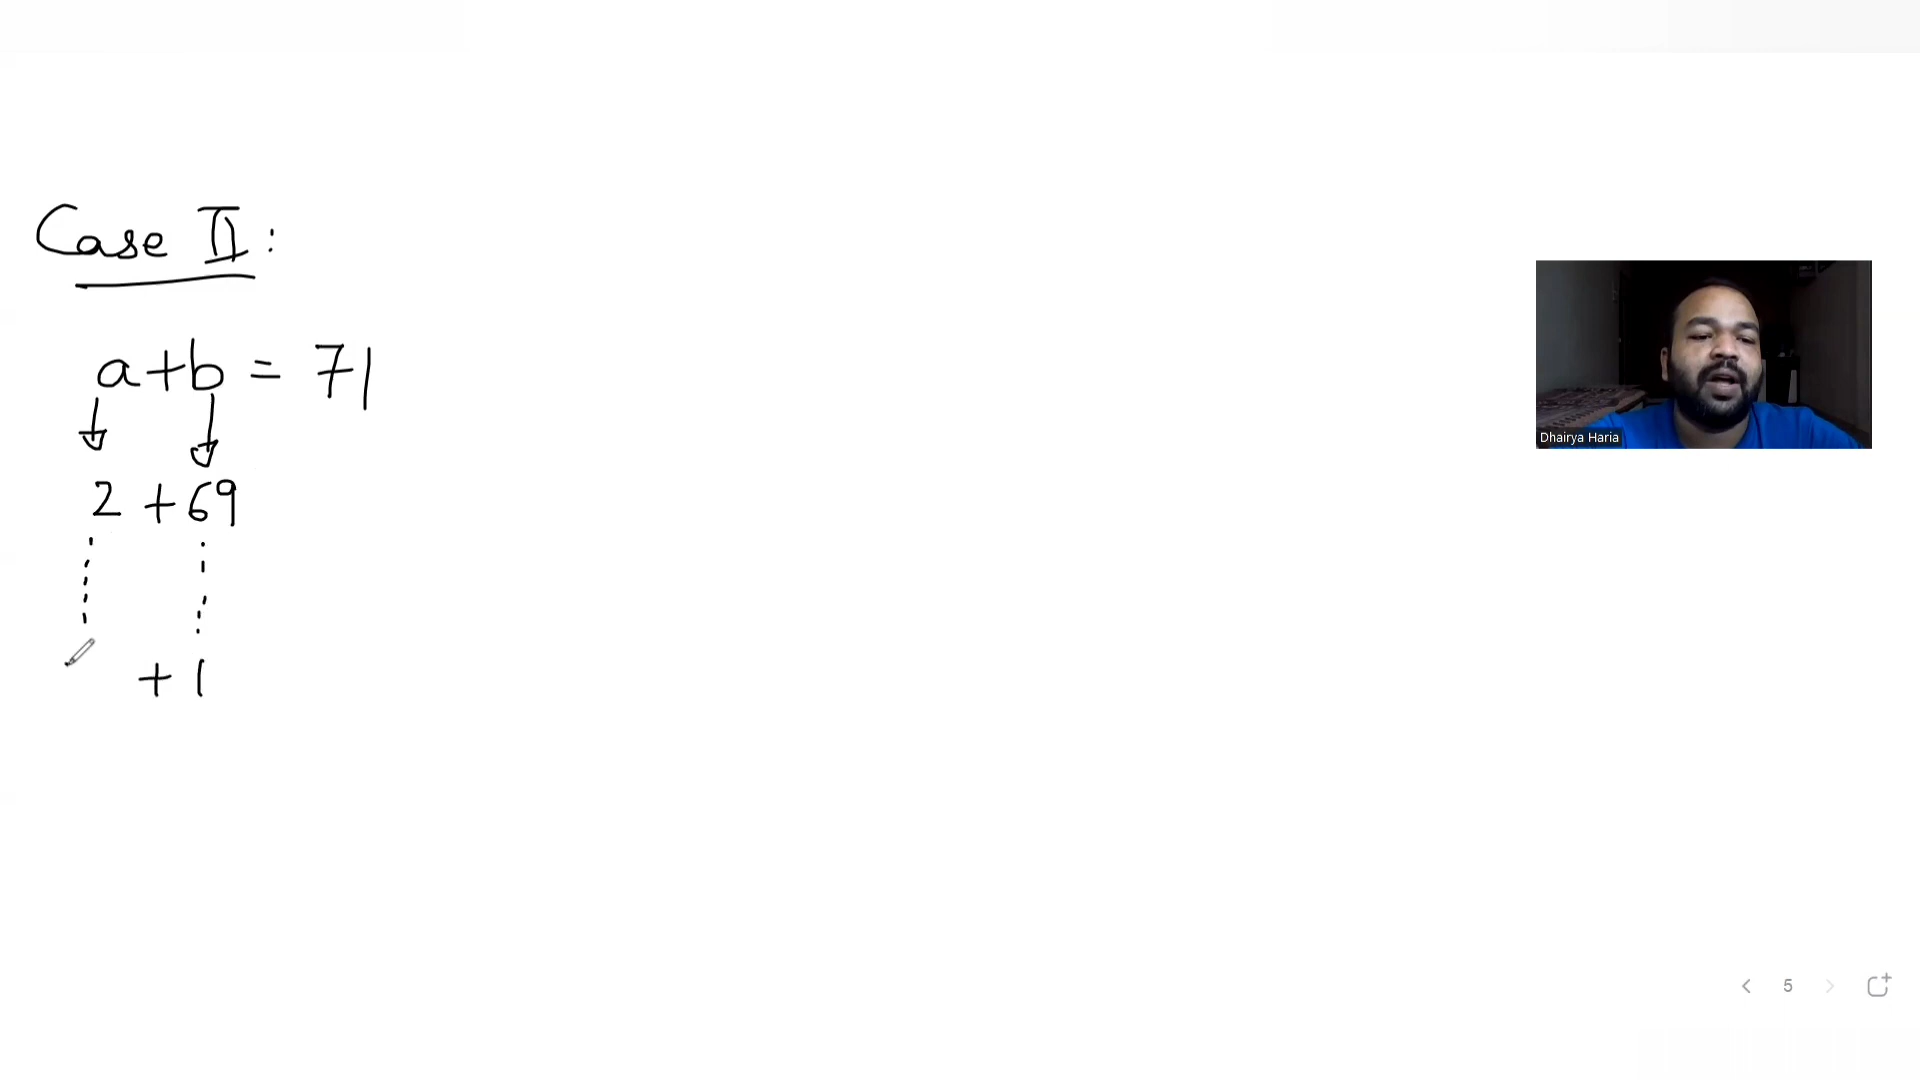 Case II:
a+b = 71
2 + 69
+ 1
Dhairya Haria
5